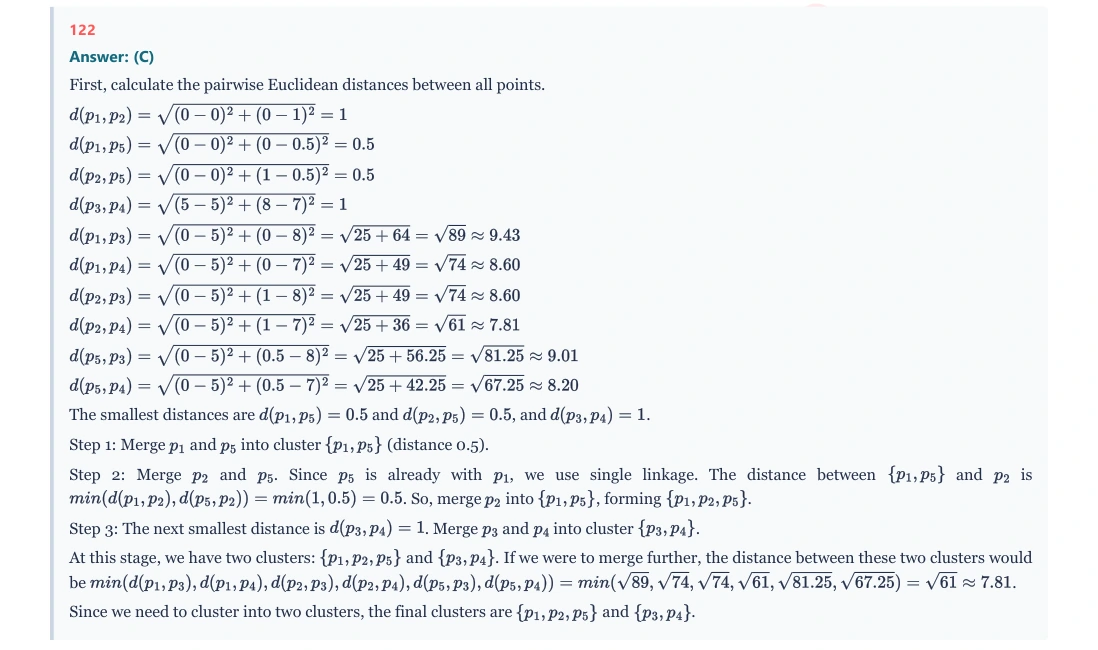 122
Answer: (C)
First, calculate the pairwise Euclidean distances between all points.
d(p₁, p₂) = √((0 − 0)² + (0 − 1)²) = 1
d(p₁, p₅) = √((0 − 0)² + (0 − 0.5)²) = 0.5
d(p₂, p₅) = √((0 − 0)² + (1 − 0.5)²) = 0.5
d(p₃, p₄) = √((5 − 5)² + (8 − 7)²) = 1
d(p₁, p₃) = √((0 − 5)² + (0 − 8)²) = √(25 + 64) = √89 ≈ 9.43
d(p₁, p₄) = √((0 − 5)² + (0 − 7)²) = √(25 + 49) = √74 ≈ 8.60
d(p₂, p₃) = √((0 − 5)² + (1 − 8)²) = √(25 + 49) = √74 ≈ 8.60
d(p₂, p₄) = √((0 − 5)² + (1 − 7)²) = √(25 + 36) = √61 ≈ 7.81
d(p₅, p₃) = √((0 − 5)² + (0.5 − 8)²) = √(25 + 56.25) = √81.25 ≈ 9.01
d(p₅, p₄) = √((0 − 5)² + (0.5 − 7)²) = √(25 + 42.25) = √67.25 ≈ 8.20
The smallest distances are d(p₁, p₅) = 0.5 and d(p₂, p₅) = 0.5, and d(p₃, p₄) = 1.
Step 1: Merge p₁ and p₅ into cluster {p₁, p₅} (distance 0.5).
Step 2: Merge p₂ and p₅. Since p₅ is already with p₁, we use single linkage. The distance between {p₁, p₅} and p₂ is
min(d(p₁, p₂), d(p₅, p₂)) = min(1, 0.5) = 0.5. So, merge p₂ into {p₁, p₅}, forming {p₁, p₂, p₅}.
Step 3: The next smallest distance is d(p₃, p₄) = 1. Merge p₃ and p₄ into cluster {p₃, p₄}.
At this stage, we have two clusters: {p₁, p₂, p₅} and {p₃, p₄}. If we were to merge further, the distance between these two clusters would
be min(d(p₁, p₃), d(p₁, p₄), d(p₂, p₃), d(p₂, p₄), d(p₅, p₃), d(p₅, p₄)) = min(√89, √74, √74, √61, √81.25, √67.25) = √61 ≈ 7.81.
Since we need to cluster into two clusters, the final clusters are {p₁, p₂, p₅} and {p₃, p₄}.